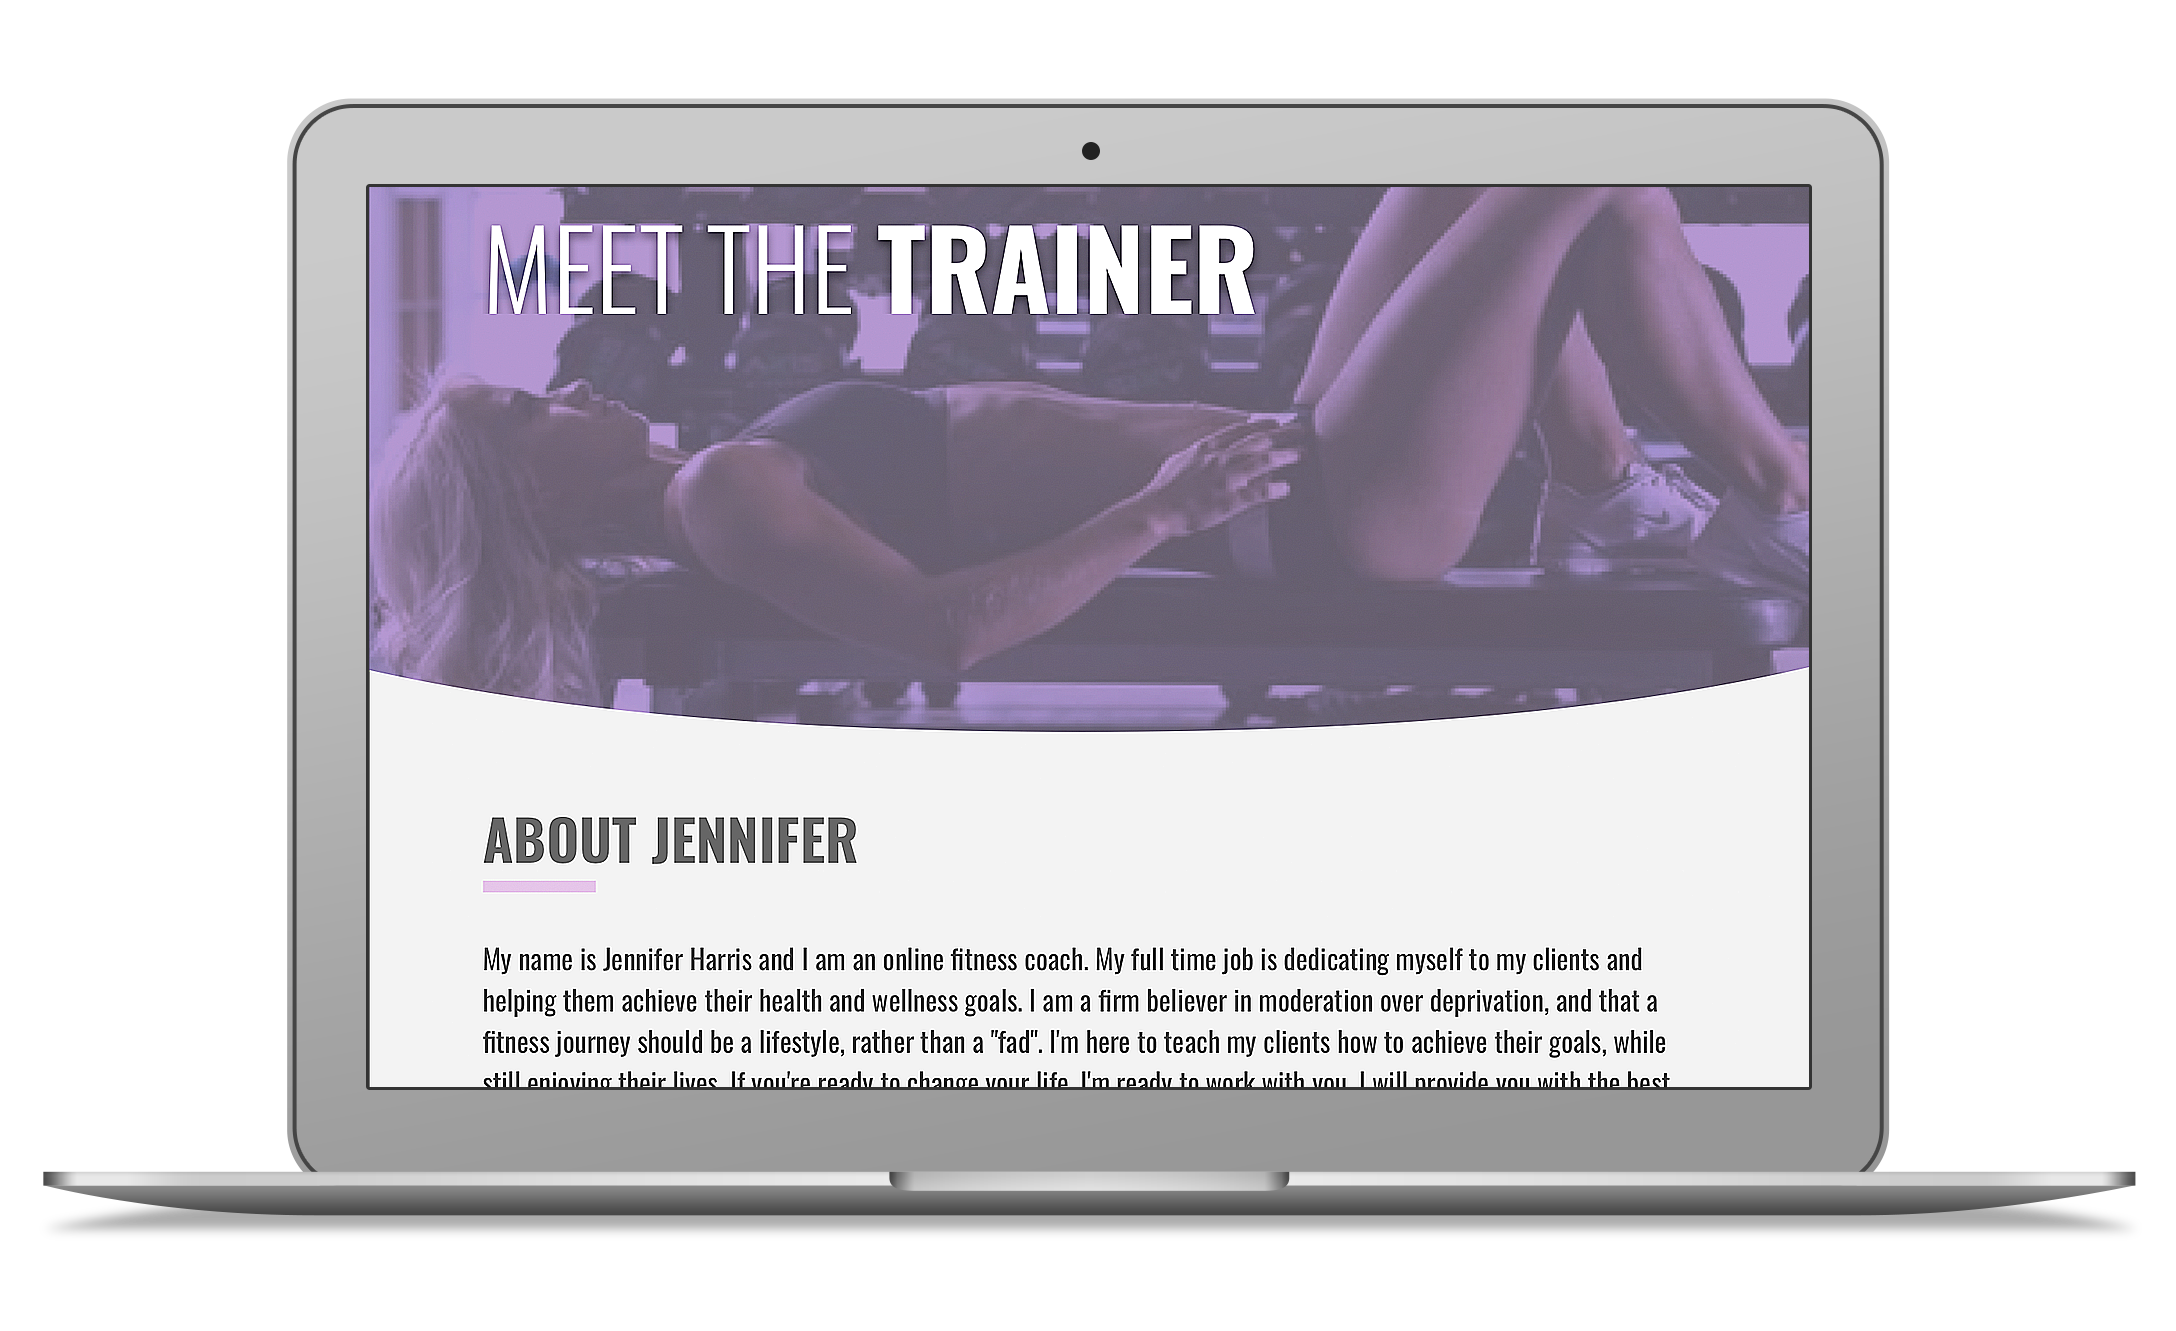 MEET THE TRAINER
ABOUT JENNIFER
My name is Jennifer Harris and I am an online fitness coach. My full time job is dedicating myself to my clients and
helping them achieve their health and wellness goals. I am a firm believer in moderation over deprivation, and that a
fitness journey should be a lifestyle, rather than a "fad". I'm here to teach my clients how to achieve their goals, while
still enjoying their lives. If you're ready to change your life, I'm ready to work with you. I will provide you with the best